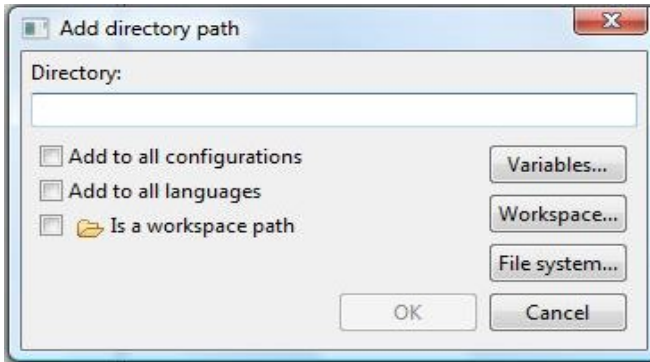 Add directory path
Directory:
Add to all configurations
Variables...
Add to all languages
Workspace...
Is a workspace path
File system...
OK
Cancel